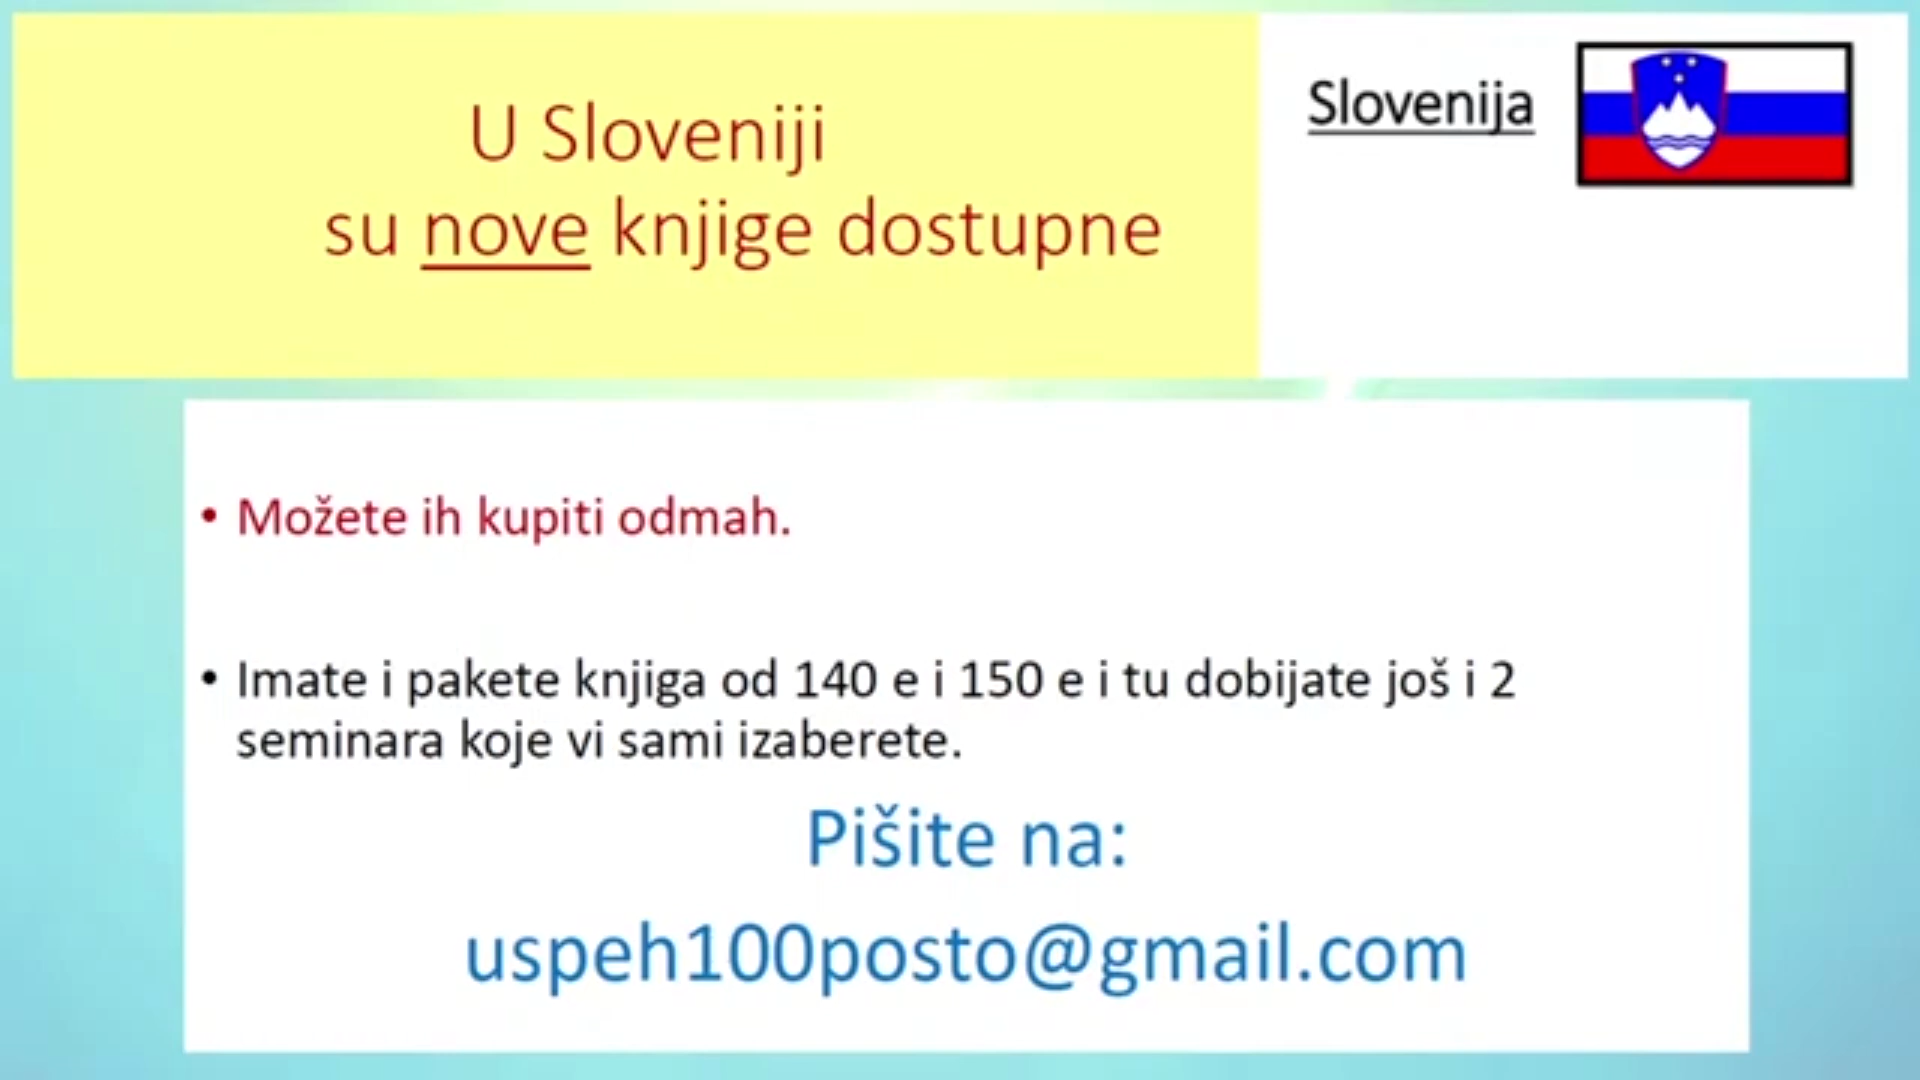 U Sloveniji
su nove knjige dostupne
Slovenija
• Možete ih kupiti odmah.
• Imate i pakete knjiga od 140 e i 150 e i tu dobijate još i 2
seminara koje vi sami izaberete.
Pišite na:
uspeh100posto@gmail.com